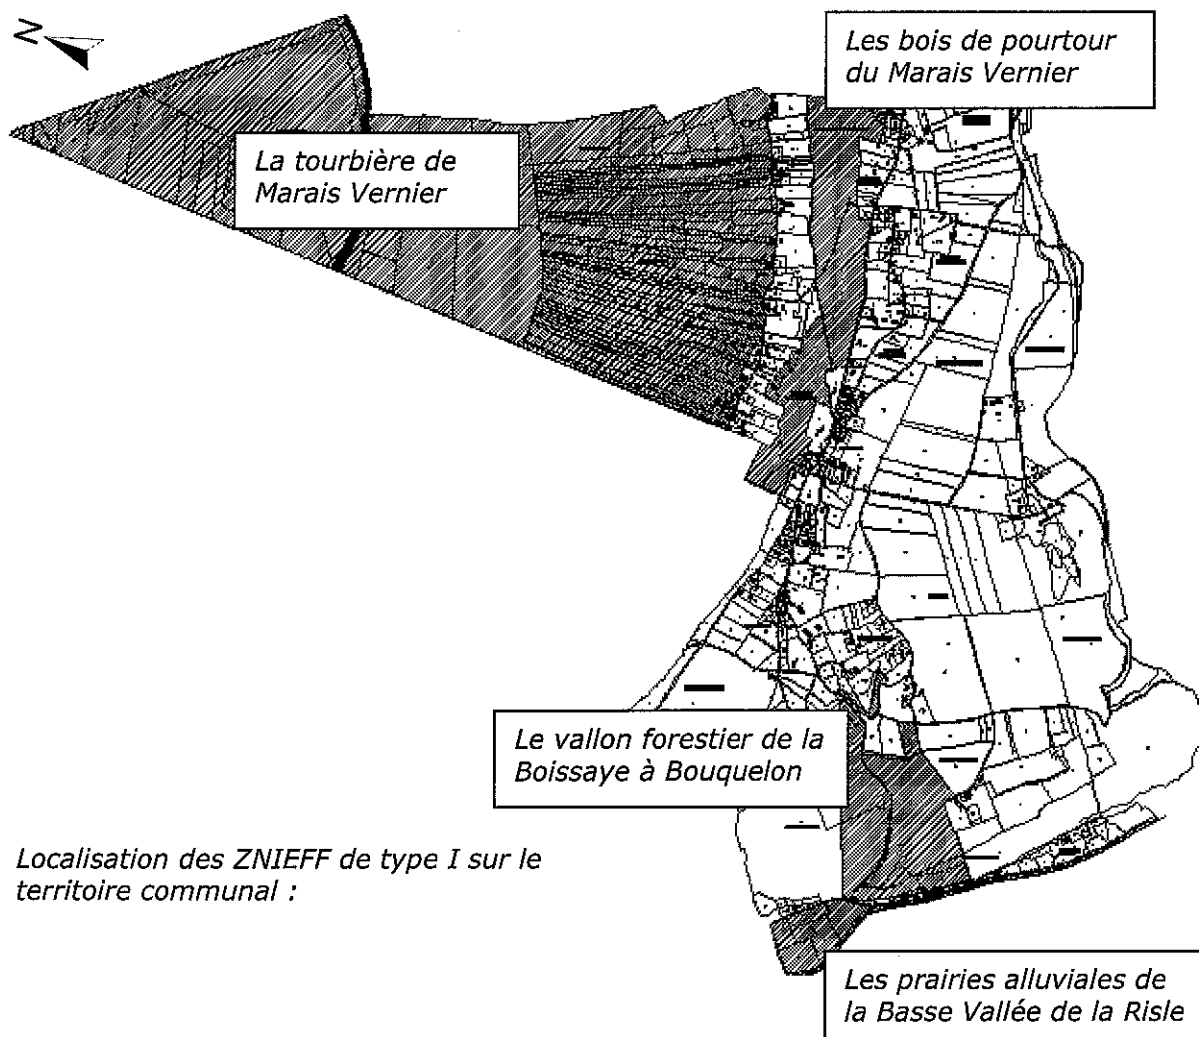 N
Les bois de pourtour
du Marais Vernier
La tourbière de
Marais Vernier
Le vallon forestier de la
Boissaye à Bouquelon
Localisation des ZNIEFF de type I sur le
territoire communal :
Les prairies alluviales de
la Basse Vallée de la Risle